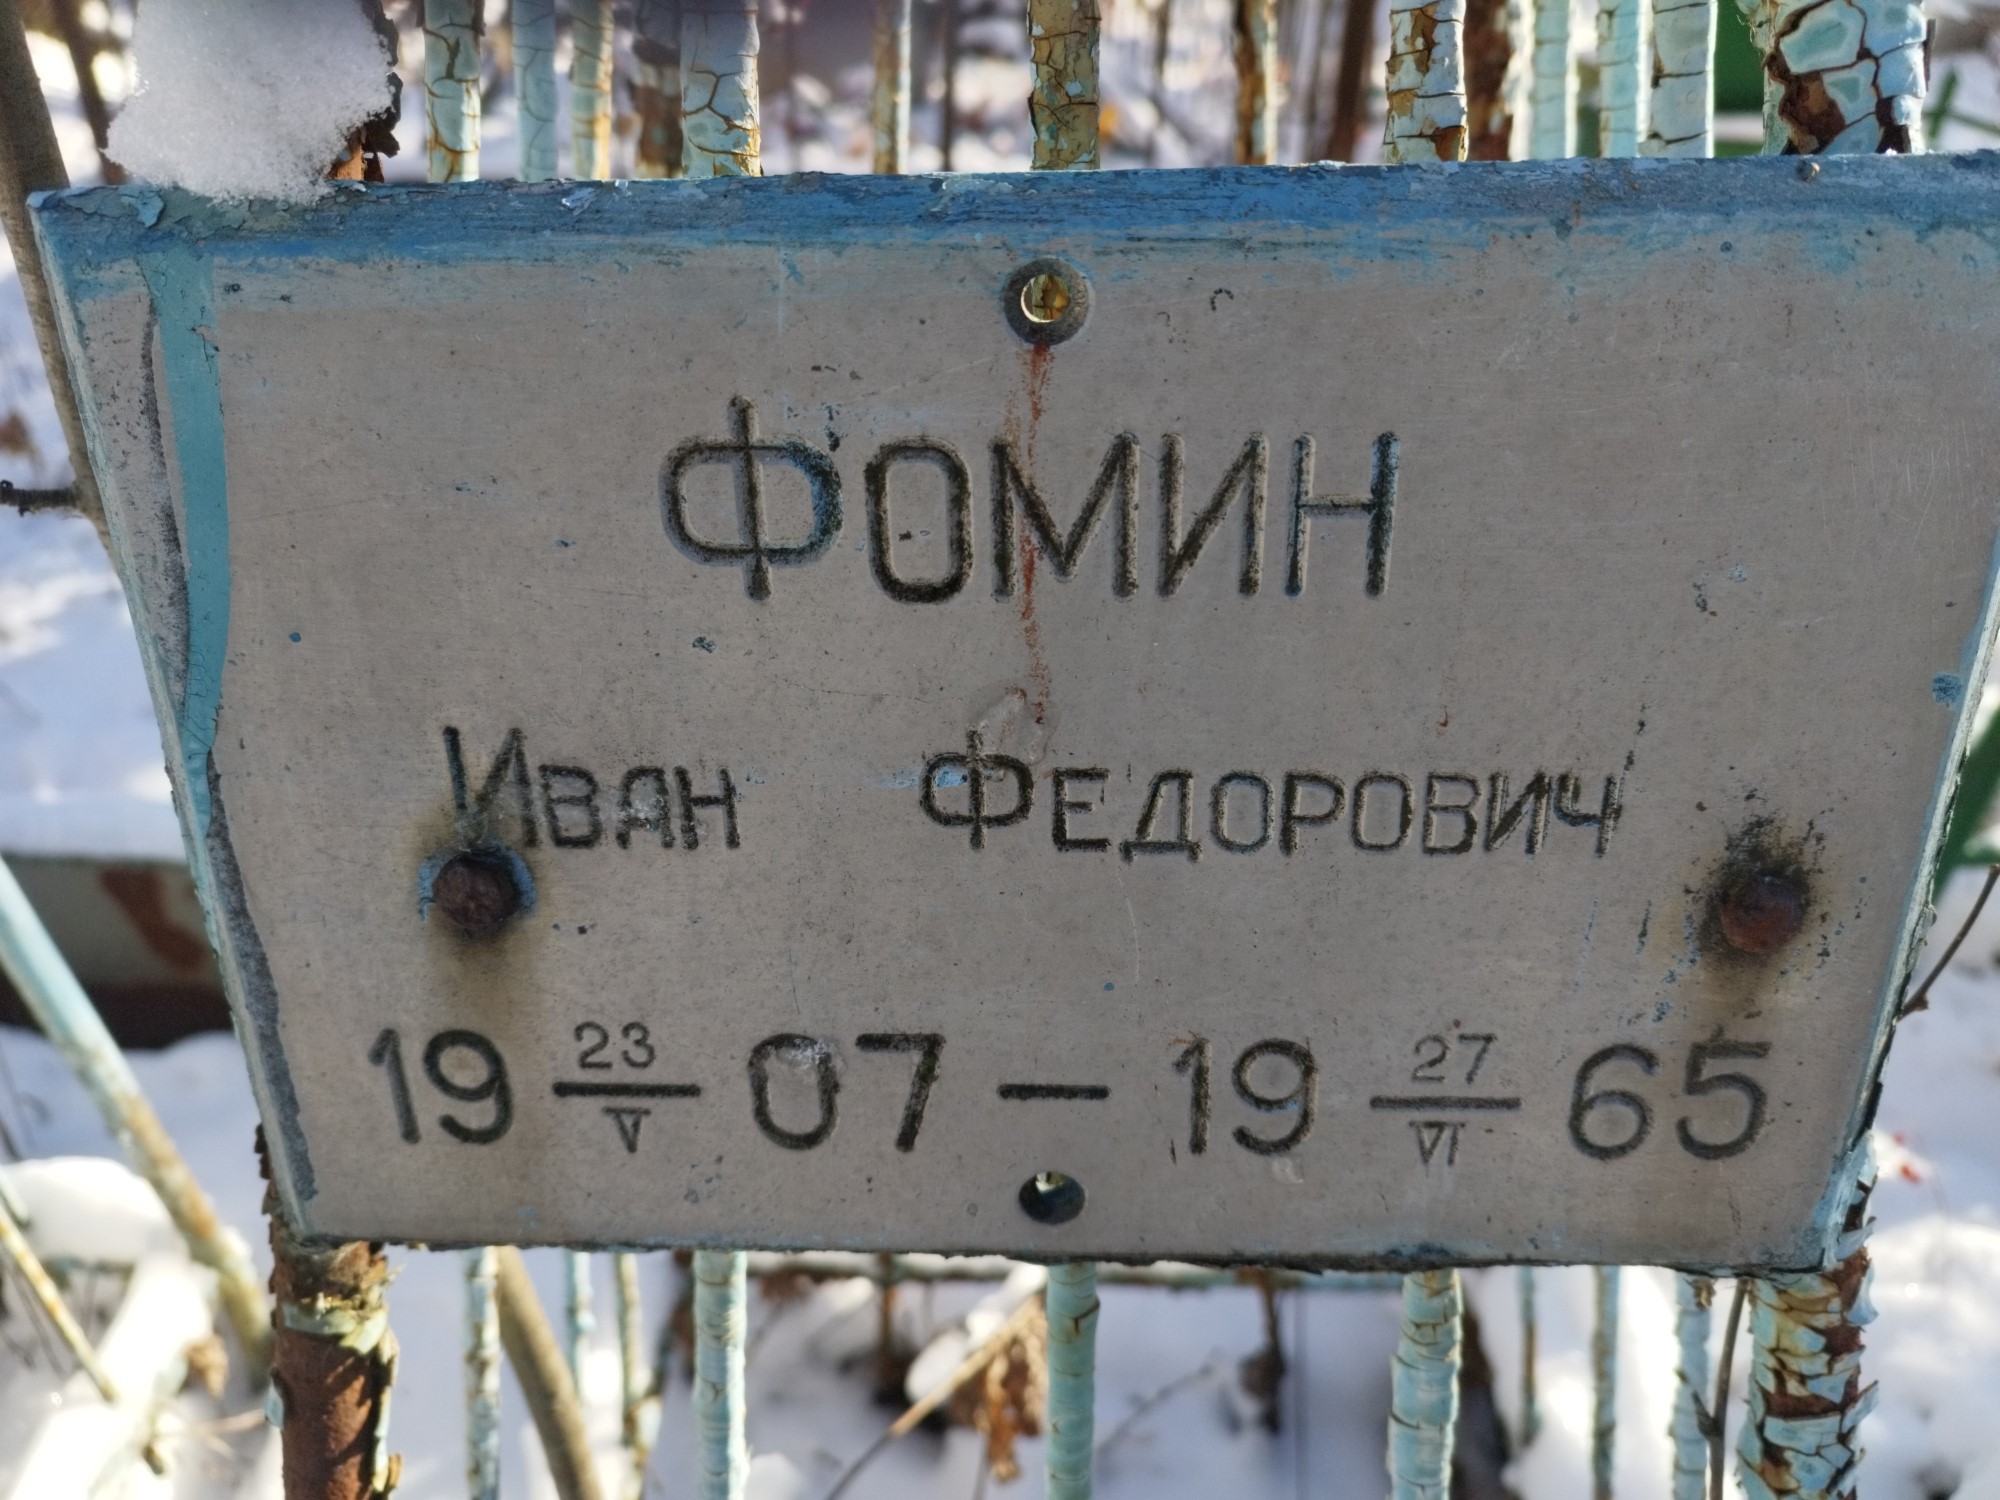 ФОМИН
ИВАН ФЕДОРОВИЧ
19 23/V 07 — 19 27/VI 65